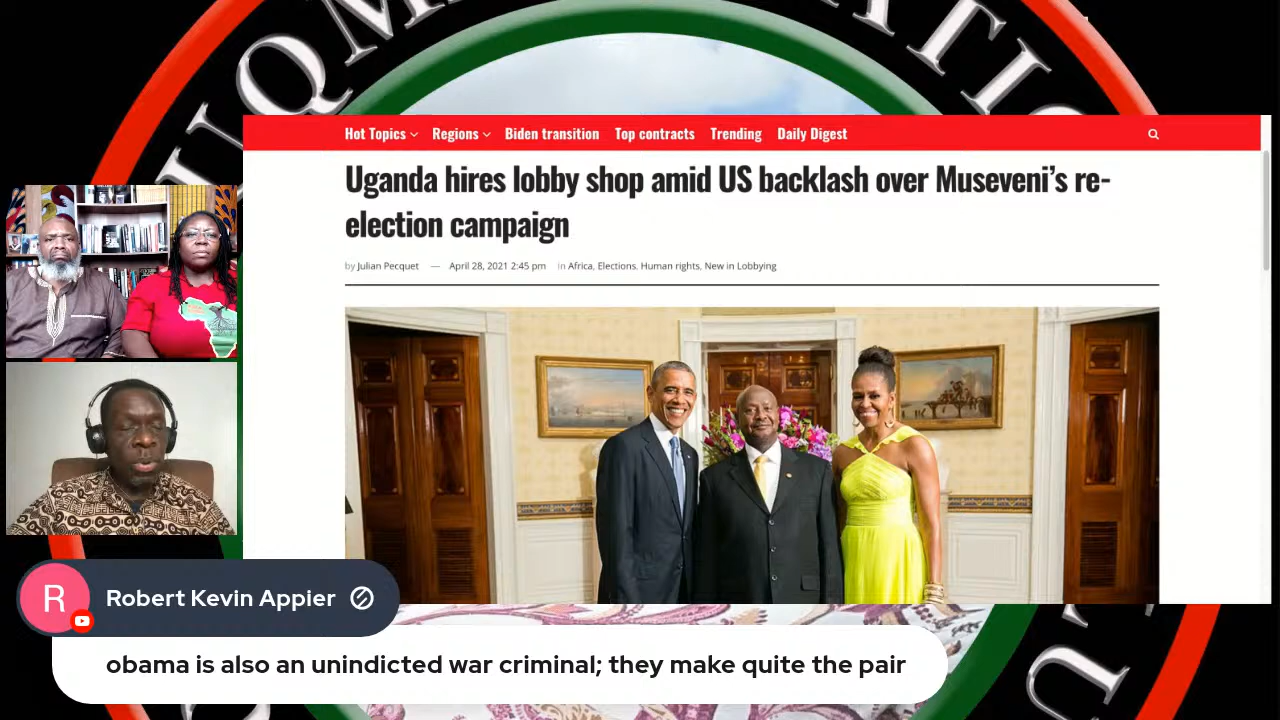 Hot Topics Regions Biden transition Top contracts Trending Daily Digest
Uganda hires lobby shop amid US backlash over Museveni’s re-
election campaign
by Julian Pecquet — April 28, 2021 2:45 pm in Africa, Elections, Human rights, New in Lobbying
R Robert Kevin Appier
obama is also an unindicted war criminal; they make quite the pair